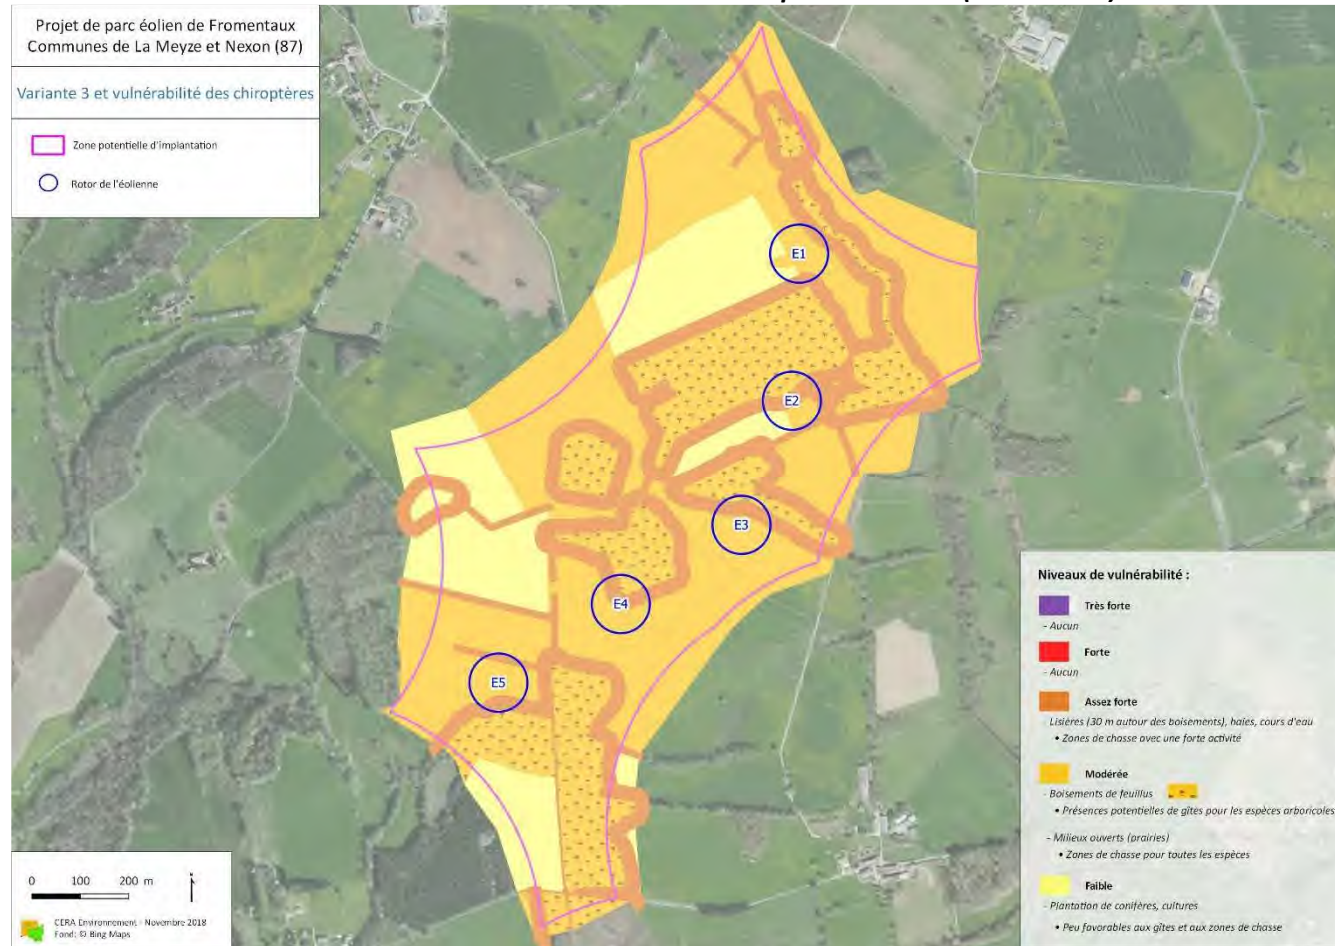 Projet de parc éolien de Fromentaux
Communes de La Meyze et Nexon (87)
Variante 3 et vulnérabilité des chiroptères
Zone potentielle d'implantation
Rotor de l'éolienne
E1
E2
E3
E4
E5
Niveaux de vulnérabilité :
Très forte
- Aucun
Forte
- Aucun
Assez forte
Lisières (30 m autour des boisements), haies, cours d'eau
• Zones de chasse avec une forte activité
Modérée
- Boisements de feuillus
• Présences potentielles de gîtes pour les espèces arboricoles
- Milieux ouverts (prairies)
• Zones de chasse pour toutes les espèces
Faible
- Plantation de conifères, cultures
• Peu favorables aux gîtes et aux zones de chasse
0 100 200 m
CERA Environnement - Novembre 2018
Fond: © Bing Maps